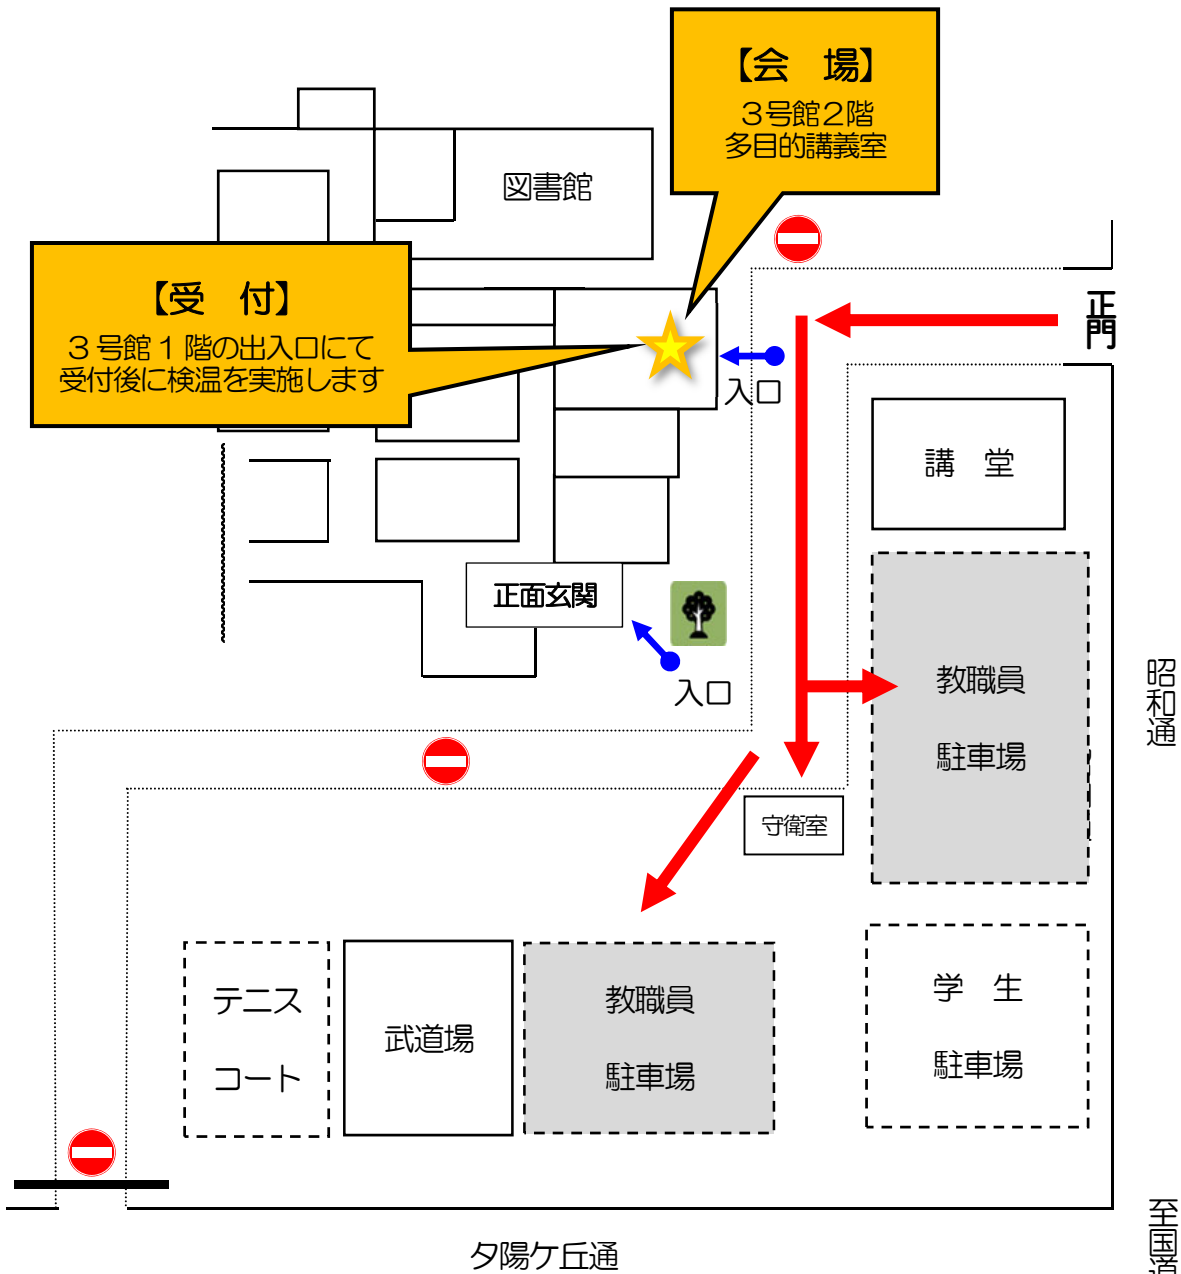 【会　場】
３号館２階
多目的講義室
図書館
【受　付】
３号館１階の出入口にて
受付後に検温を実施します
正門
入口
講　堂
正面玄関
入口
教職員
駐車場
昭和通
守衛室
テニス
コート
武道場
教職員
駐車場
学　生
駐車場
夕陽ケ丘通
至国道